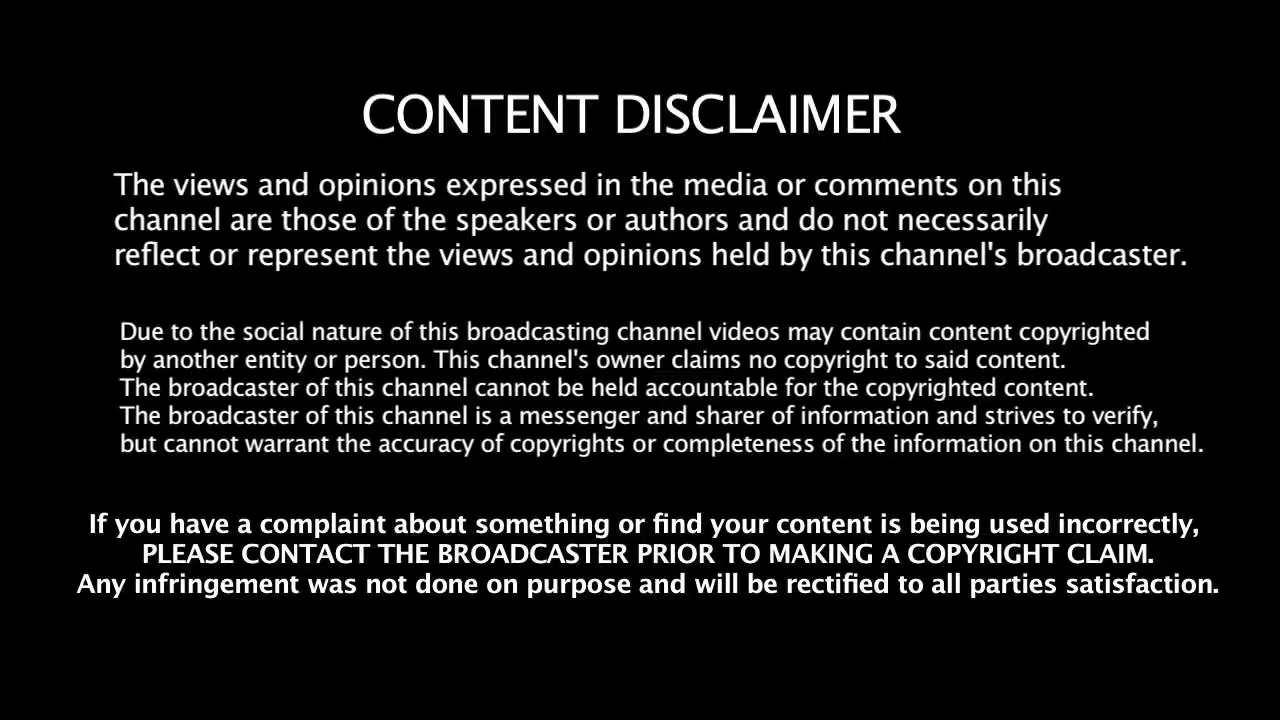 CONTENT DISCLAIMER
The views and opinions expressed in the media or comments on this
channel are those of the speakers or authors and do not necessarily
reflect or represent the views and opinions held by this channel's broadcaster.
Due to the social nature of this broadcasting channel videos may contain content copyrighted
by another entity or person. This channel's owner claims no copyright to said content.
The broadcaster of this channel cannot be held accountable for the copyrighted content.
The broadcaster of this channel is a messenger and sharer of information and strives to verify,
but cannot warrant the accuracy of copyrights or completeness of the information on this channel.
If you have a complaint about something or find your content is being used incorrectly,
PLEASE CONTACT THE BROADCASTER PRIOR TO MAKING A COPYRIGHT CLAIM.
Any infringement was not done on purpose and will be rectified to all parties satisfaction.